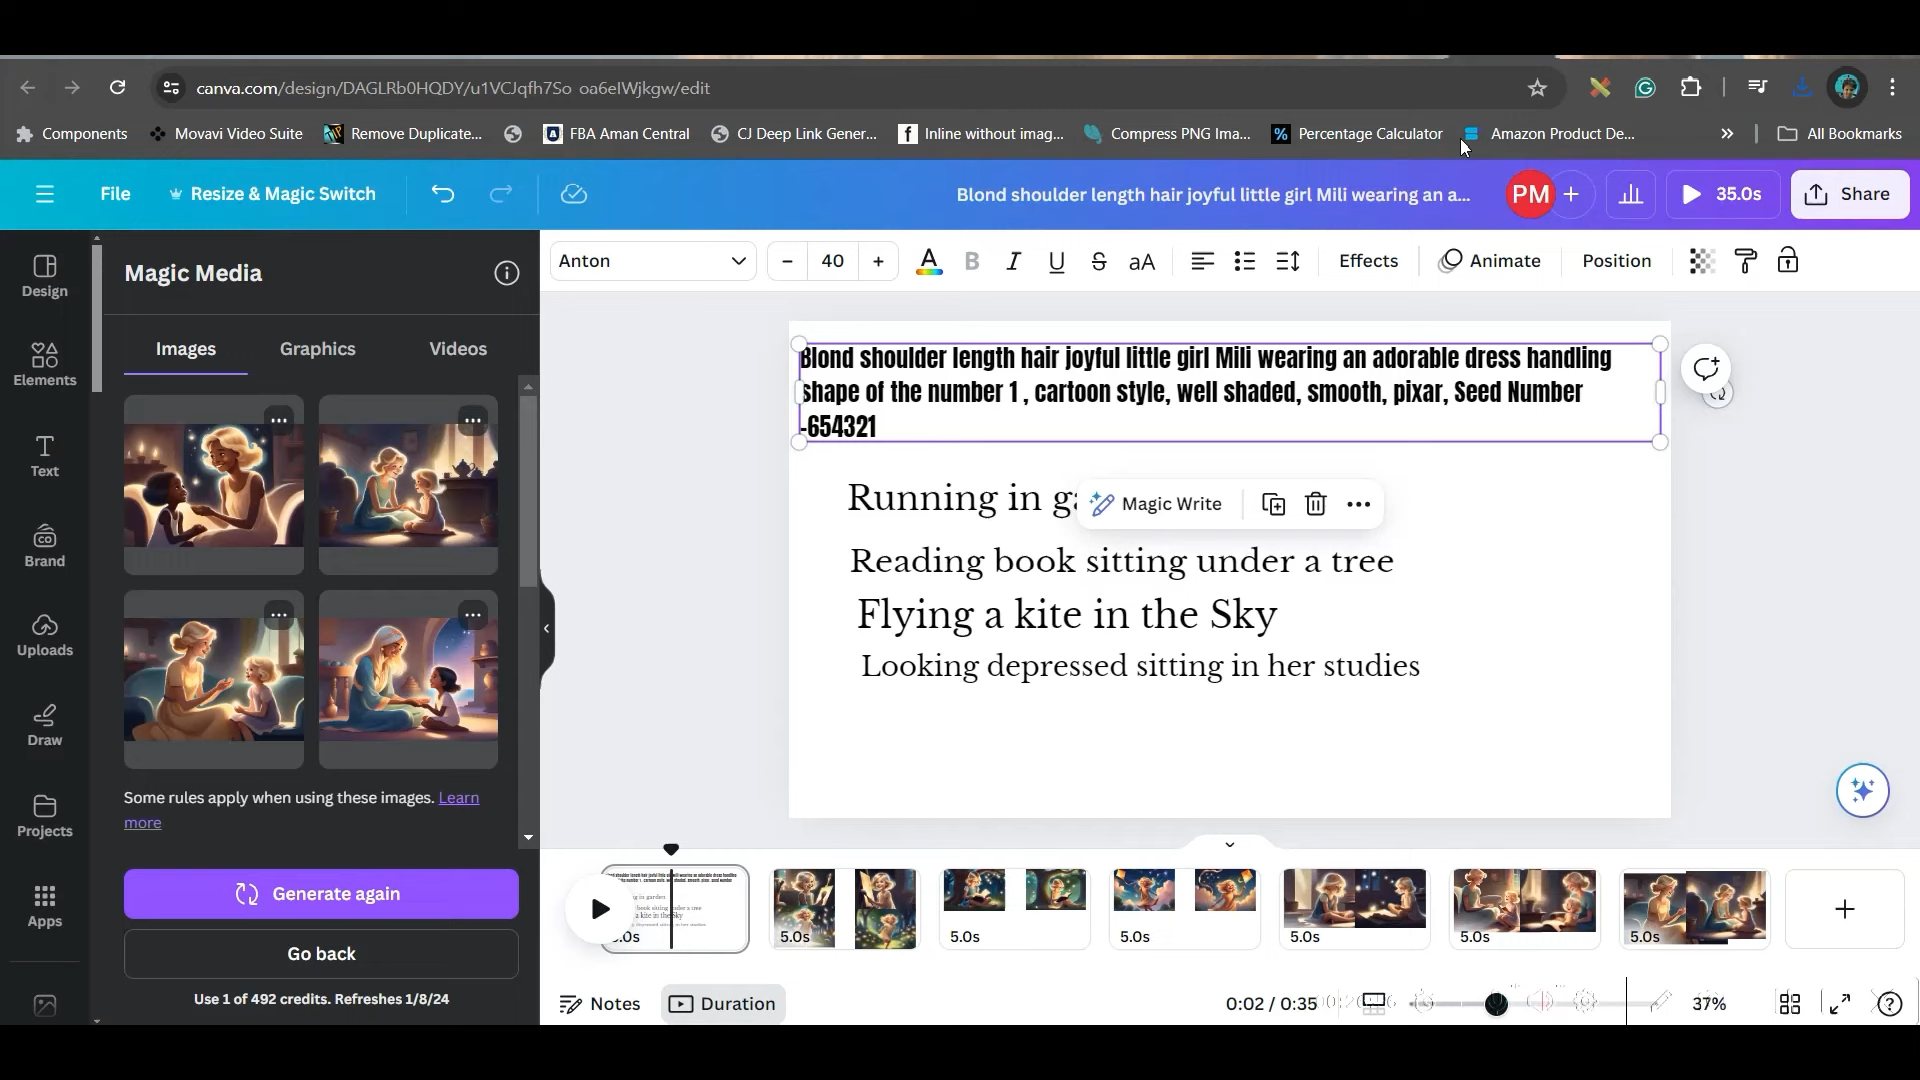 canva.com/design/DAGLRb0HQDY/u1VCJqfh7So oa6eIWjkgw/edit
Components
Movavi Video Suite
Remove Duplicate...
FBA Aman Central
CJ Deep Link Gener...
Inline without imag...
Compress PNG Ima...
Percentage Calculator
Amazon Product De...
All Bookmarks
File
Resize & Magic Switch
Blond shoulder length hair joyful little girl Mili wearing an a...
PM
35.0s
Share
Design
Elements
Text
Brand
Uploads
Draw
Projects
Apps
Magic Media
Images
Graphics
Videos
Some rules apply when using these images. Learn
more
Generate again
Go back
Use 1 of 492 credits. Refreshes 1/8/24
Anton
40
aA
Effects
Animate
Position
Blond shoulder length hair joyful little girl Mili wearing an adorable dress handling
shape of the number 1 , cartoon style, well shaded, smooth, pixar, Seed Number
-654321
Running in ga
Magic Write
Reading book sitting under a tree
Flying a kite in the Sky
Looking depressed sitting in her studies
5.0s
5.0s
5.0s
5.0s
5.0s
5.0s
Notes
Duration
0:02 / 0:35
37%